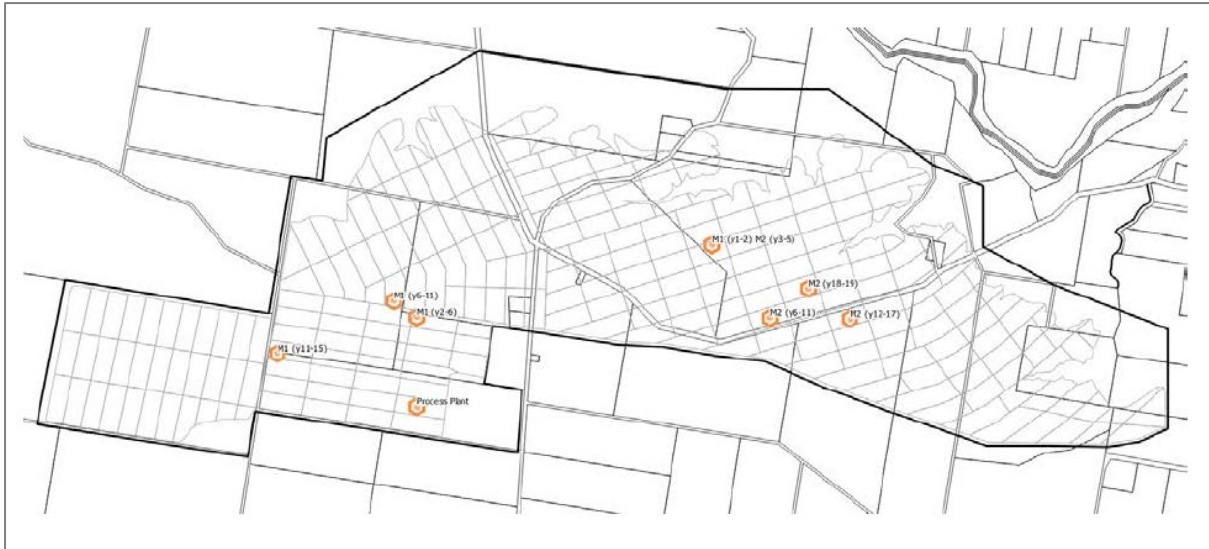 M1 (y1-2) M2 (y3-5)
M2 (y18-19)
M1 (y6-11)
M1 (y2-6)
M2 (y6-11)
M2 (y12-17)
M1 (y11-15)
Process Plant